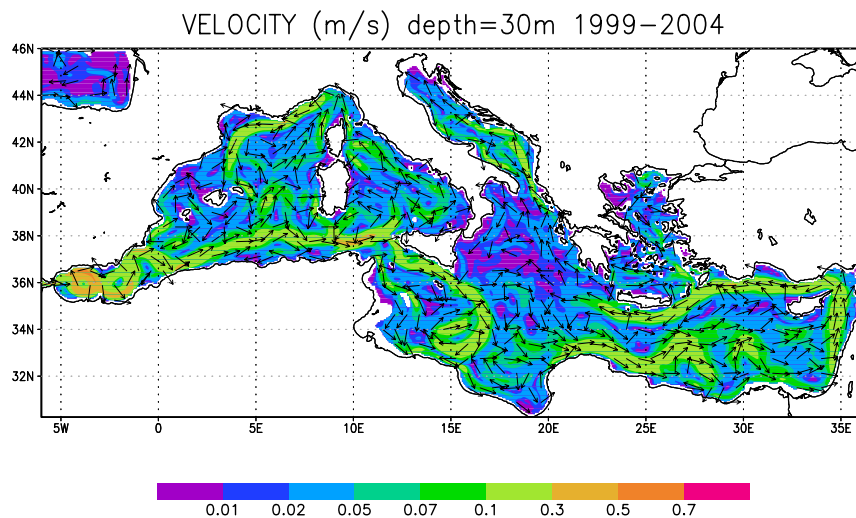 VELOCITY (m/s) depth=30m 1999−2004
46N
44N
42N
40N
38N
36N
34N
32N
5W 0 5E 10E 15E 20E 25E 30E 35E
0.01 0.02 0.05 0.07 0.1 0.3 0.5 0.7